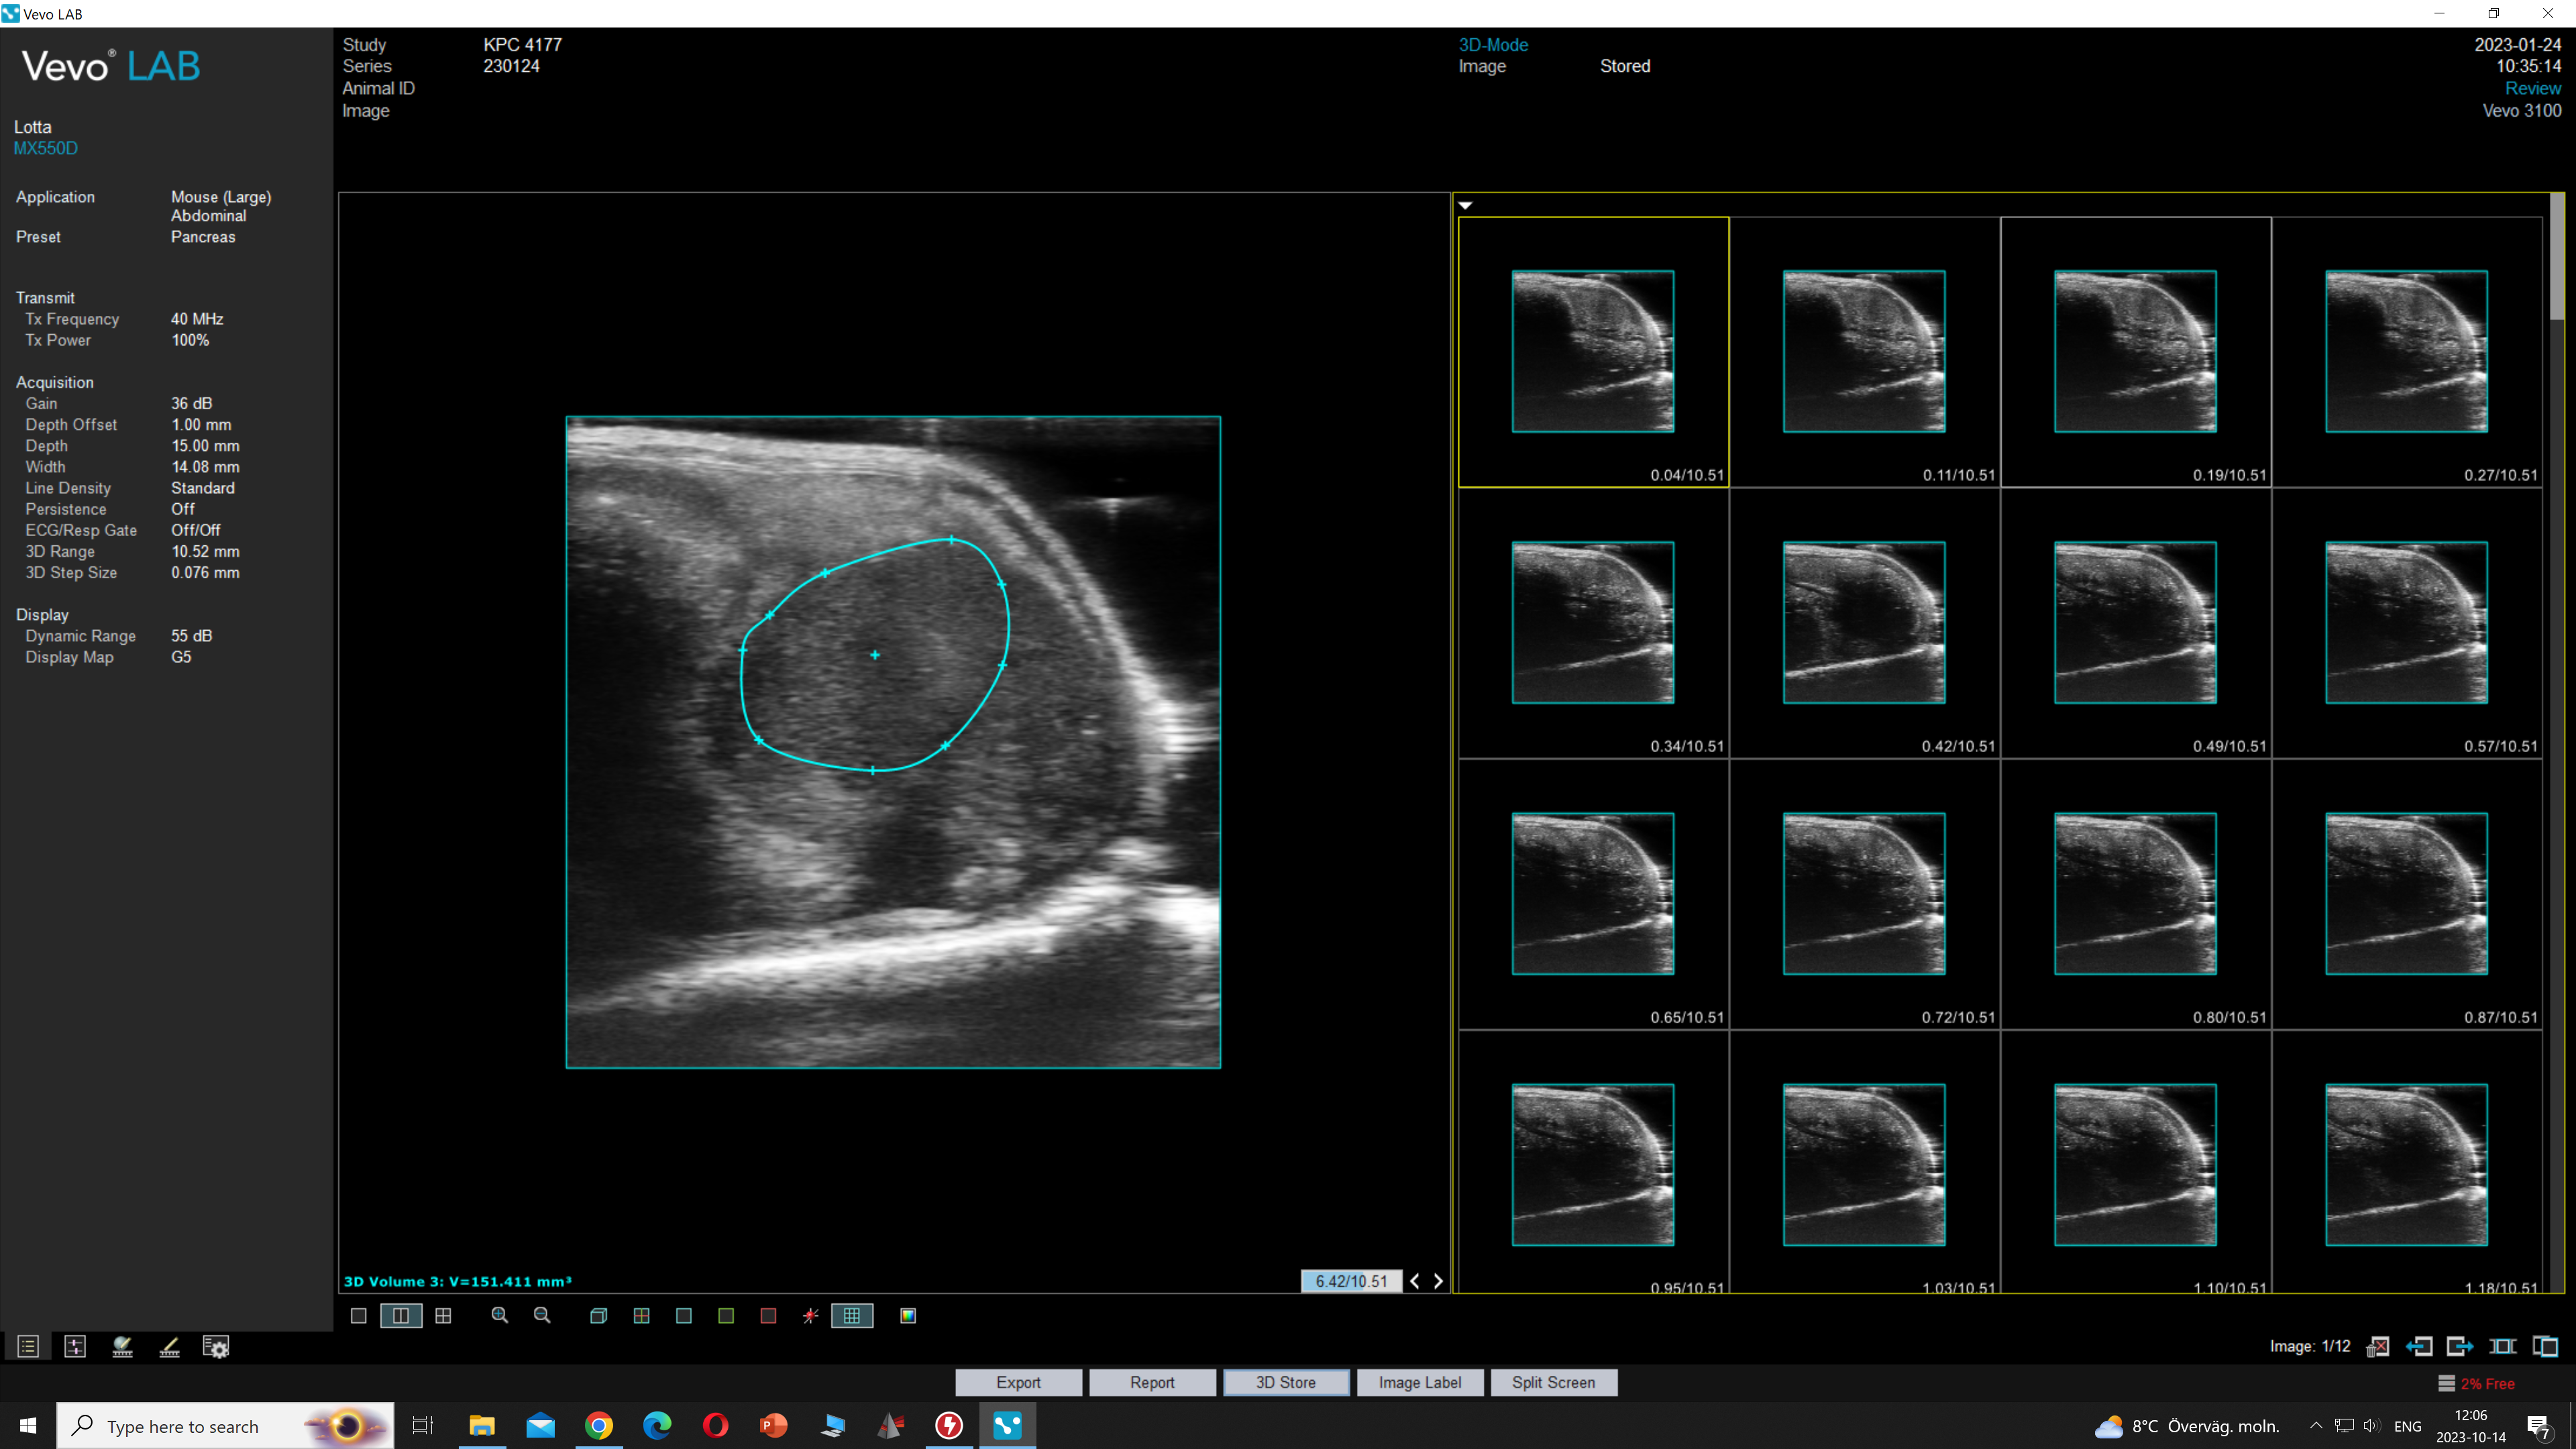 Vevo LAB
Vevo® LAB
Study KPC 4177
Series 230124
Animal ID
Image
3D-Mode
Image Stored
2023-01-24
10:35:14
Review
Vevo 3100
Lotta
MX550D
Application Mouse (Large)
Abdominal
Preset Pancreas
Transmit
Tx Frequency 40 MHz
Tx Power 100%
Acquisition
Gain 36 dB
Depth Offset 1.00 mm
Depth 15.00 mm
Width 14.08 mm
Line Density Standard
Persistence Off
ECG/Resp Gate Off/Off
3D Range 10.52 mm
3D Step Size 0.076 mm
Display
Dynamic Range 55 dB
Display Map G5
0.04/10.51 0.11/10.51 0.19/10.51 0.27/10.51
0.34/10.51 0.42/10.51 0.49/10.51 0.57/10.51
0.65/10.51 0.72/10.51 0.80/10.51 0.87/10.51
0.95/10.51 1.03/10.51 1.10/10.51 1.18/10.51
3D Volume 3: V=151.411 mm³
6.42/10.51
Image: 1/12
Export Report 3D Store Image Label Split Screen
2% Free
Type here to search
8°C Överväg. moln.
ENG
12:06
2023-10-14
7